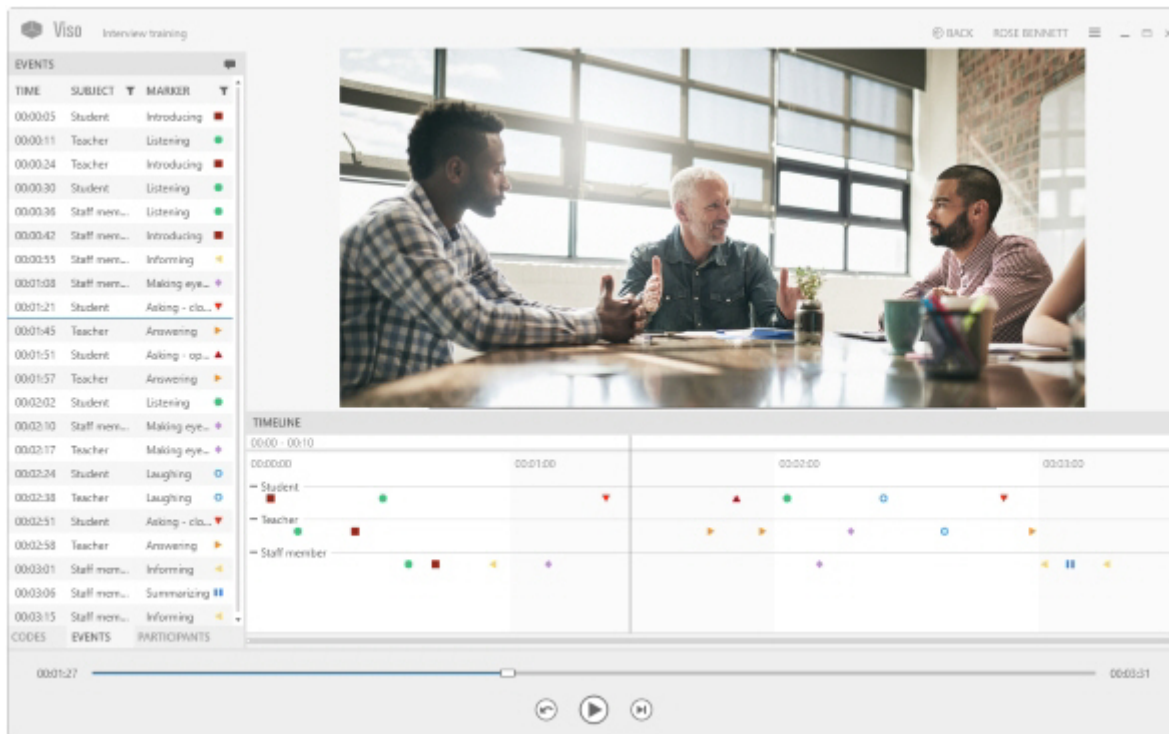 Viso Interview training
BACK ROSE BENNETT
EVENTS
TIME SUBJECT MARKER
00:00:05 Student Introducing
00:00:11 Teacher Listening
00:00:24 Teacher Introducing
00:00:30 Student Listening
00:00:36 Staff mem... Listening
00:00:42 Staff mem... Introducing
00:00:55 Staff mem... Informing
00:01:08 Staff mem... Making eye...
00:01:21 Student Asking - clo...
00:01:45 Teacher Answering
00:01:51 Student Asking - op...
00:01:57 Teacher Answering
00:02:02 Student Listening
00:02:10 Staff mem... Making eye...
00:02:17 Teacher Making eye...
00:02:24 Student Laughing
00:02:38 Teacher Laughing
00:02:51 Student Asking - clo...
00:02:58 Teacher Answering
00:03:01 Staff mem... Informing
00:03:06 Staff mem... Summarizing
00:03:15 Staff mem... Informing
CODES EVENTS PARTICIPANTS
TIMELINE
00:00 - 00:10
00:00:00 00:01:00 00:02:00 00:03:00
Student
Teacher
Staff member
00:01:27 00:03:31